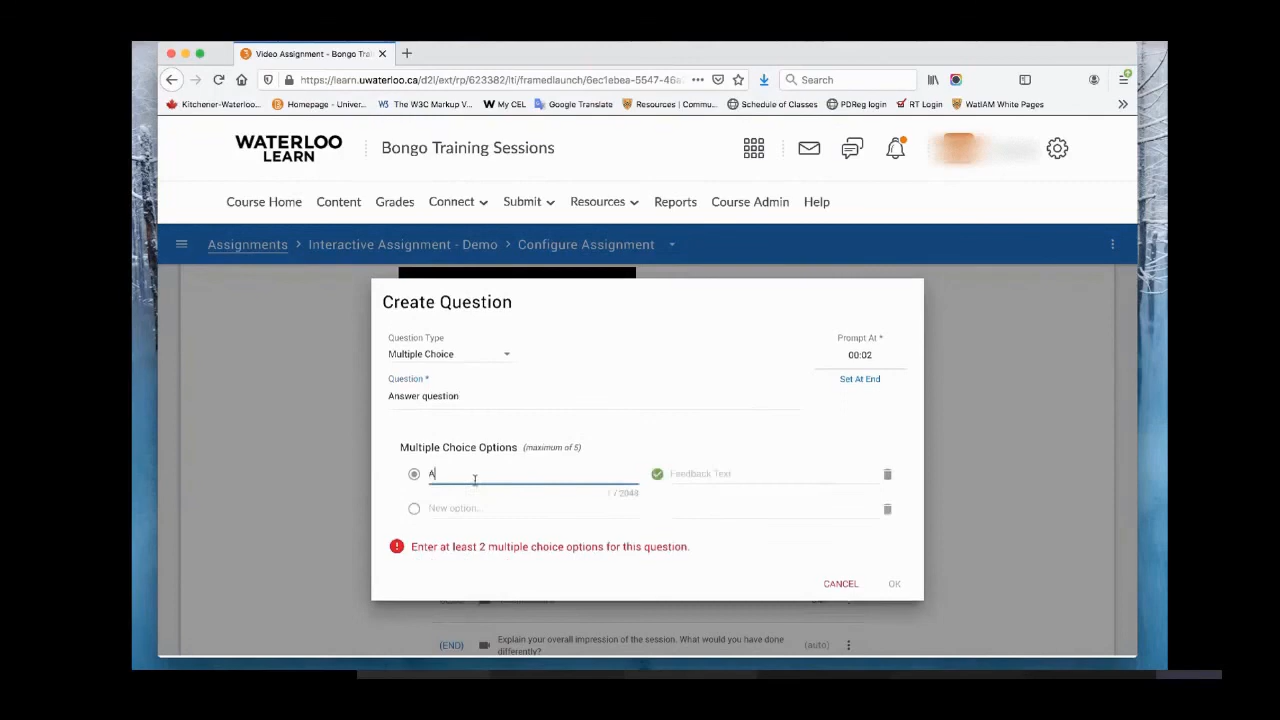 Video Assignment - Bongo Trai
https://learn.uwaterloo.ca/d2l/ext/rp/623382/lti/framedlaunch/6ec1ebea-5547-46a
Search
Kitchener-Waterloo... Homepage - Univer... The W3C Markup V... My CEL Google Translate Resources | Commu... Schedule of Classes PDReg login RT Login WatIAM White Pages
WATERLOO
LEARN
Bongo Training Sessions
Course Home Content Grades Connect Submit Resources Reports Course Admin Help
Assignments > Interactive Assignment - Demo > Configure Assignment
Create Question
Question Type
Prompt At *
Multiple Choice
00:02
Question *
Set At End
Answer question
Multiple Choice Options (maximum of 5)
A
Feedback Text
1 / 2048
New option...
Enter at least 2 multiple choice options for this question.
CANCEL OK
(END) Explain your overall impression of the session. What would you have done (auto)
differently?